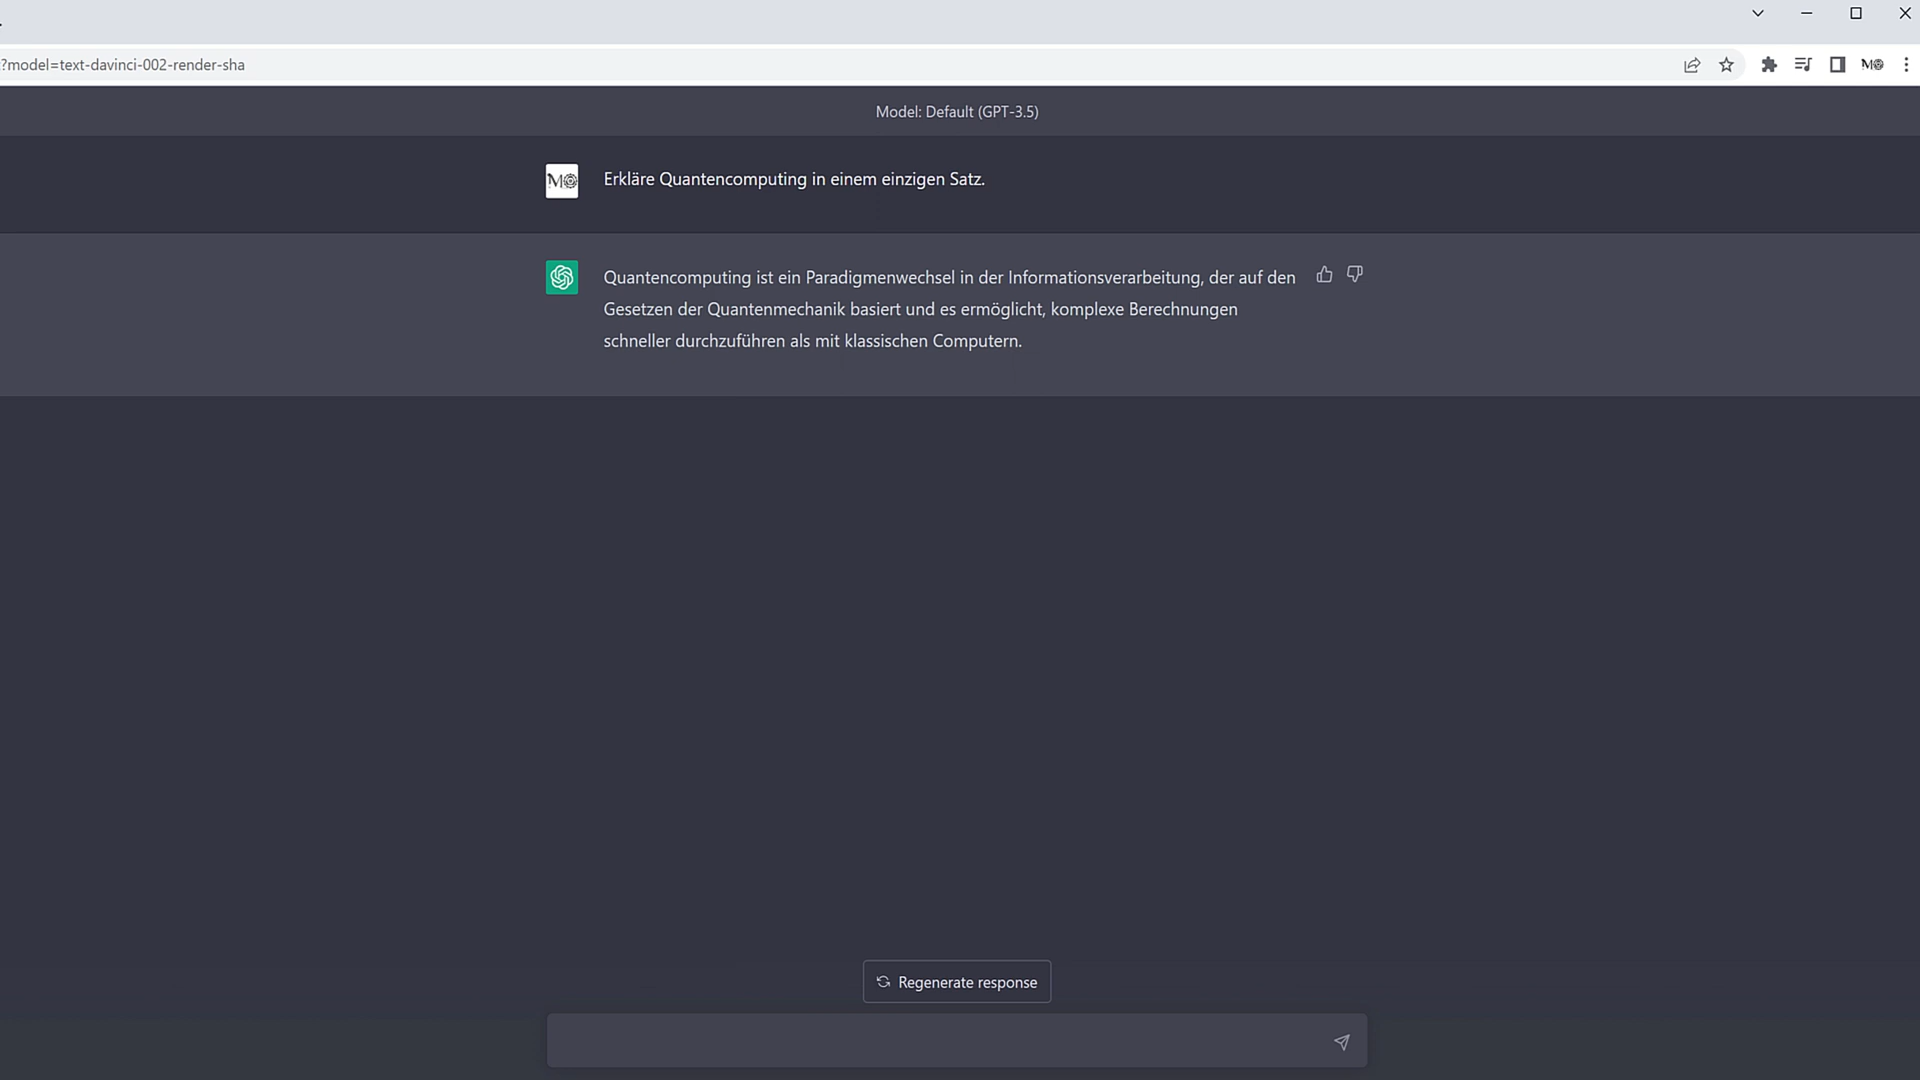 ?model=text-davinci-002-render-sha
Model: Default (GPT-3.5)
Erkläre Quantencomputing in einem einzigen Satz.
Quantencomputing ist ein Paradigmenwechsel in der Informationsverarbeitung, der auf den
Gesetzen der Quantenmechanik basiert und es ermöglicht, komplexe Berechnungen
schneller durchzuführen als mit klassischen Computern.
Regenerate response